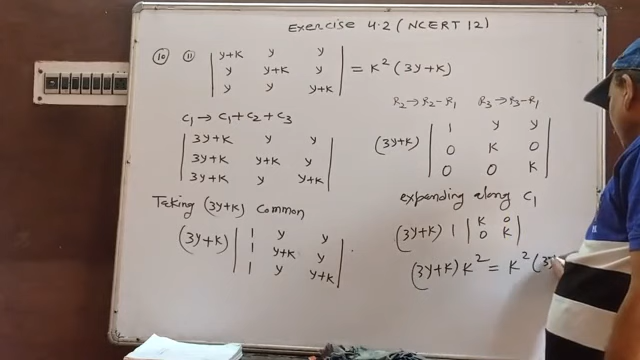 Exercise 4.2 (NCERT 12)
(10) (ii) | y+K y y |
| y y+K y | = K² (3y+K)
| y y y+K |
C₁ → C₁ + C₂ + C₃
| 3y+K y y |
| 3y+K y+K y |
| 3y+K y y+K |
Taking (3y+K) Common
(3y+K) | 1 y y |
| 1 y+K y |
| 1 y y+K |
R₂ → R₂ - R₁ R₃ → R₃ - R₁
(3y+K) | 1 y y |
| 0 K 0 |
| 0 0 K |
expanding along C₁
(3y+K) 1 | K 0 |
| 0 K |
(3y+K) K² = K² (3y